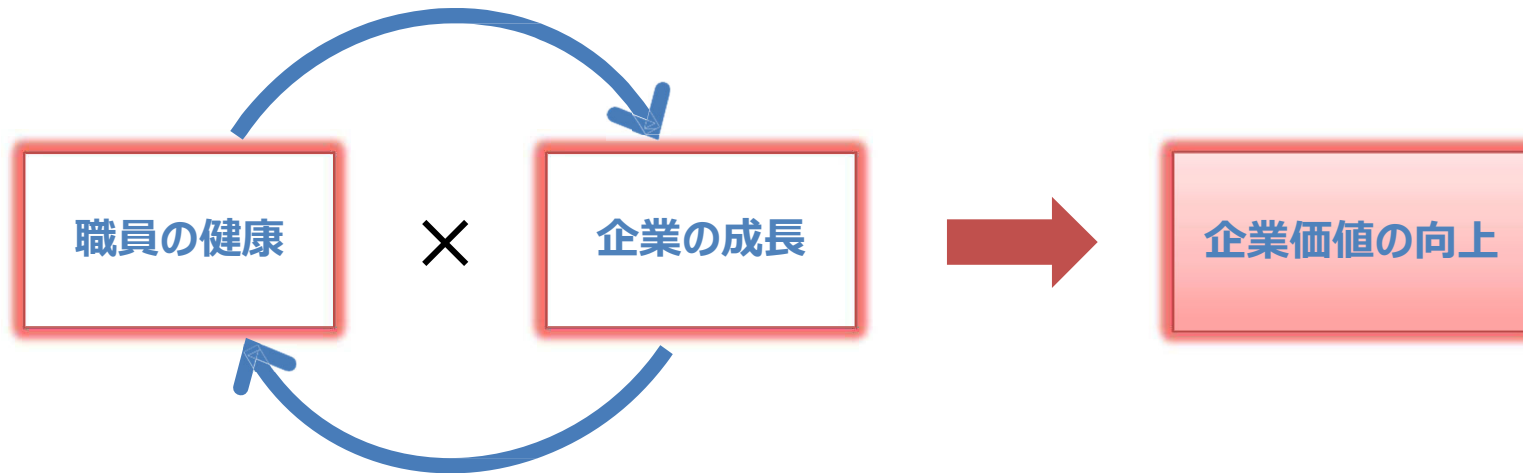 職員の健康
×
企業の成長
企業価値の向上